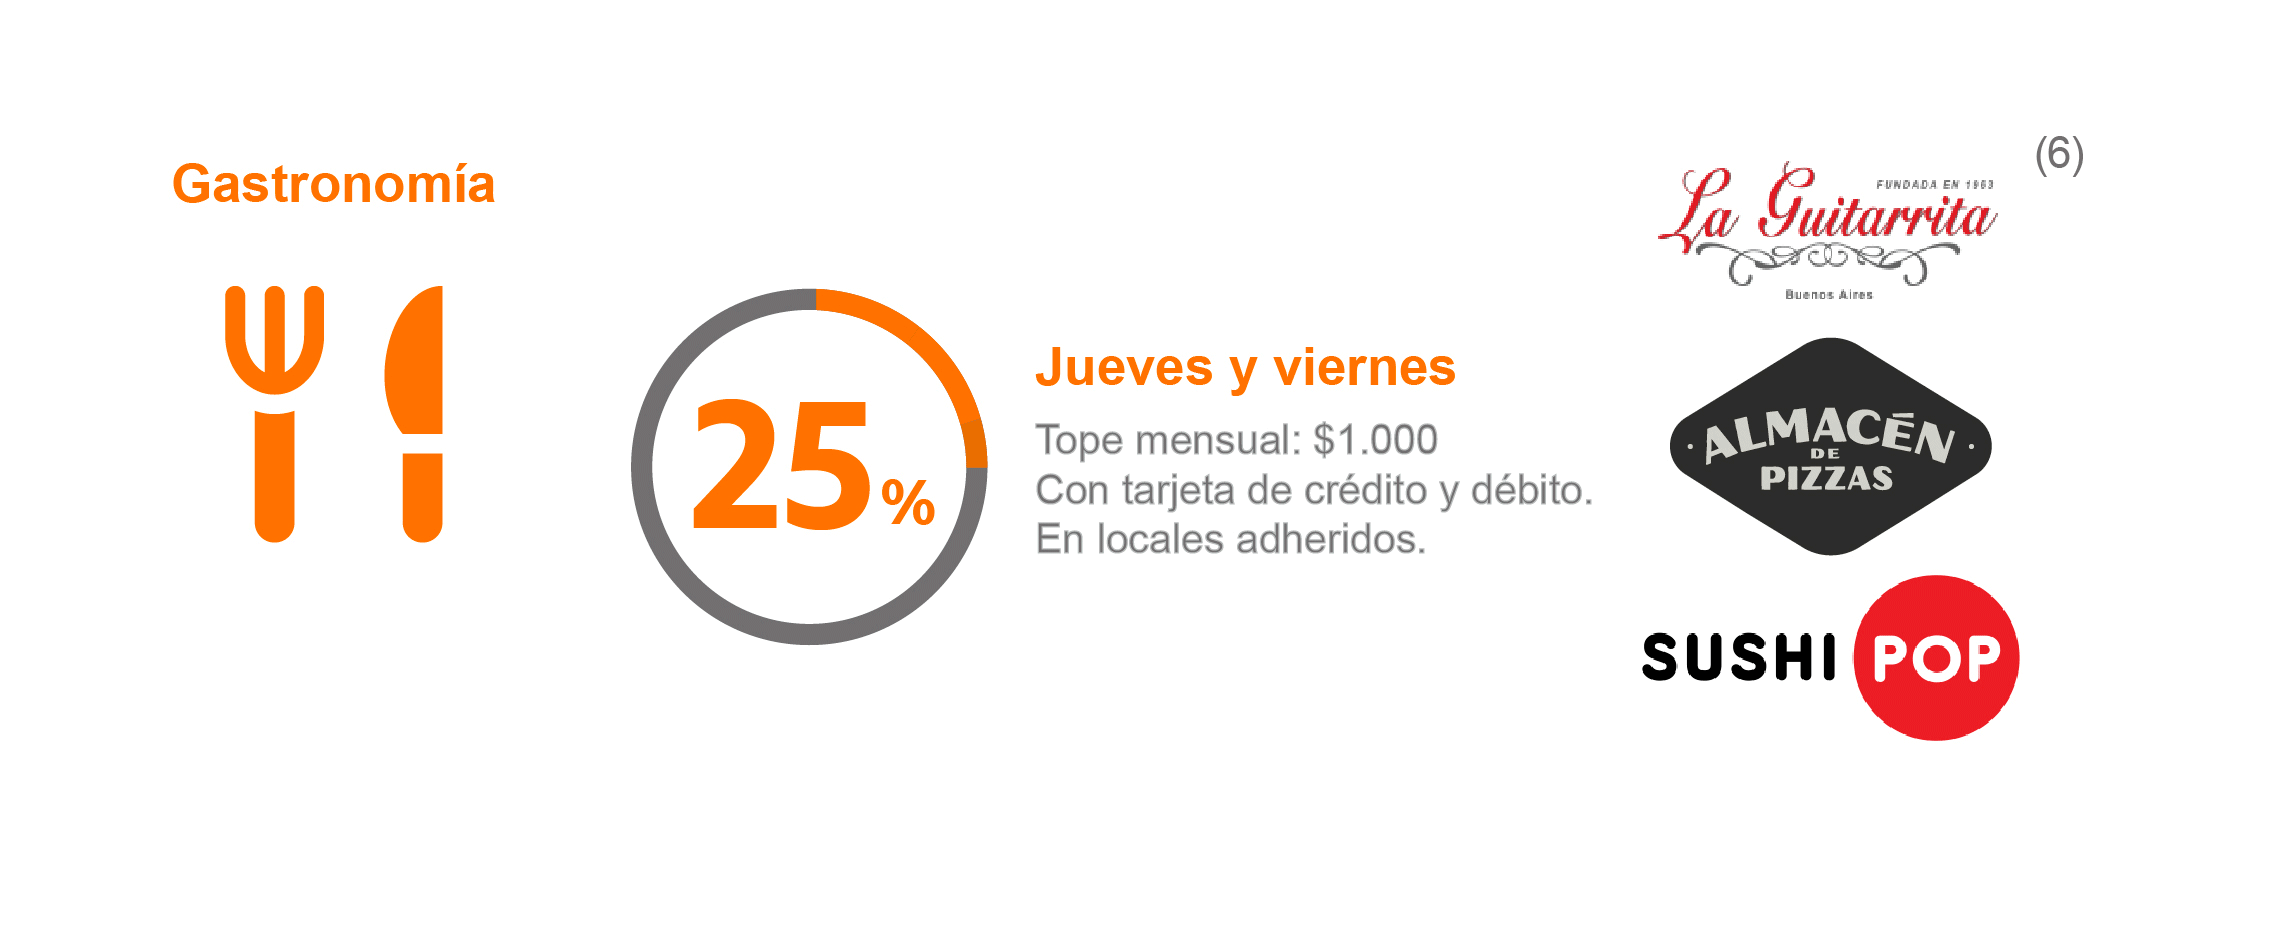 Gastronomía
25%
Jueves y viernes
Tope mensual: $1.000
Con tarjeta de crédito y débito.
En locales adheridos.
(6)
FUNDADA EN 1963
La Guitarrita
Buenos Aires
ALMACÉN
DE
PIZZAS
SUSHI POP